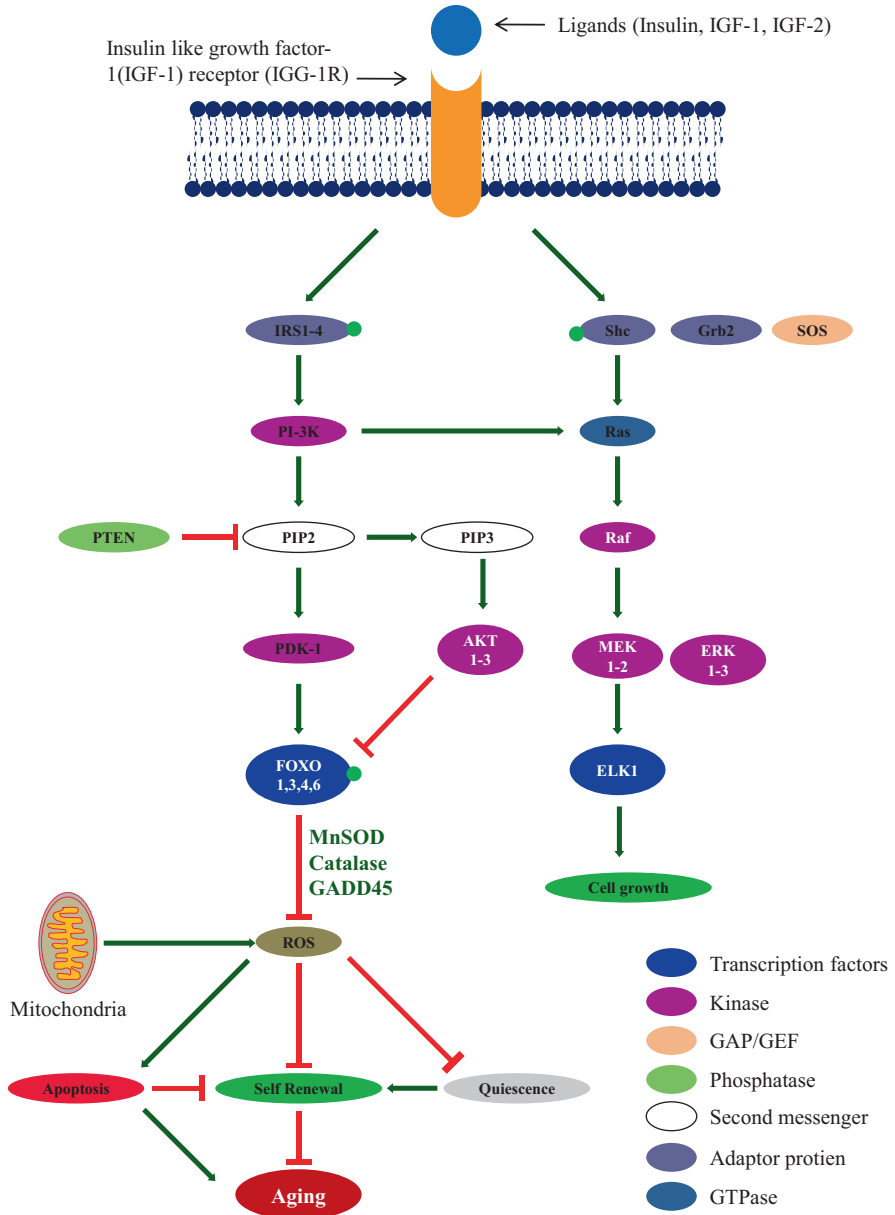 Ligands (Insulin, IGF-1, IGF-2)
Insulin like growth factor-
1(IGF-1) receptor (IGG-1R)
IRS1-4
Shc
Grb2
SOS
PI-3K
Ras
PTEN
PIP2
PIP3
Raf
PDK-1
AKT
1-3
MEK
1-2
ERK
1-3
FOXO
1,3,4,6
ELK1
MnSOD
Catalase
GADD45
Cell growth
ROS
Mitochondria
Apoptosis
Self Renewal
Quiescence
Aging
Transcription factors
Kinase
GAP/GEF
Phosphatase
Second messenger
Adaptor protien
GTPase